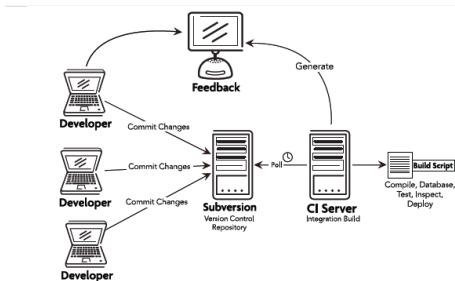 Generate
Feedback
Developer
Commit Changes
Developer
Commit Changes
Poll
Build Script
Compile, Database,
Test, Inspect,
Deploy
Commit Changes
Subversion
Version Control
Repository
CI Server
Integration Build
Developer